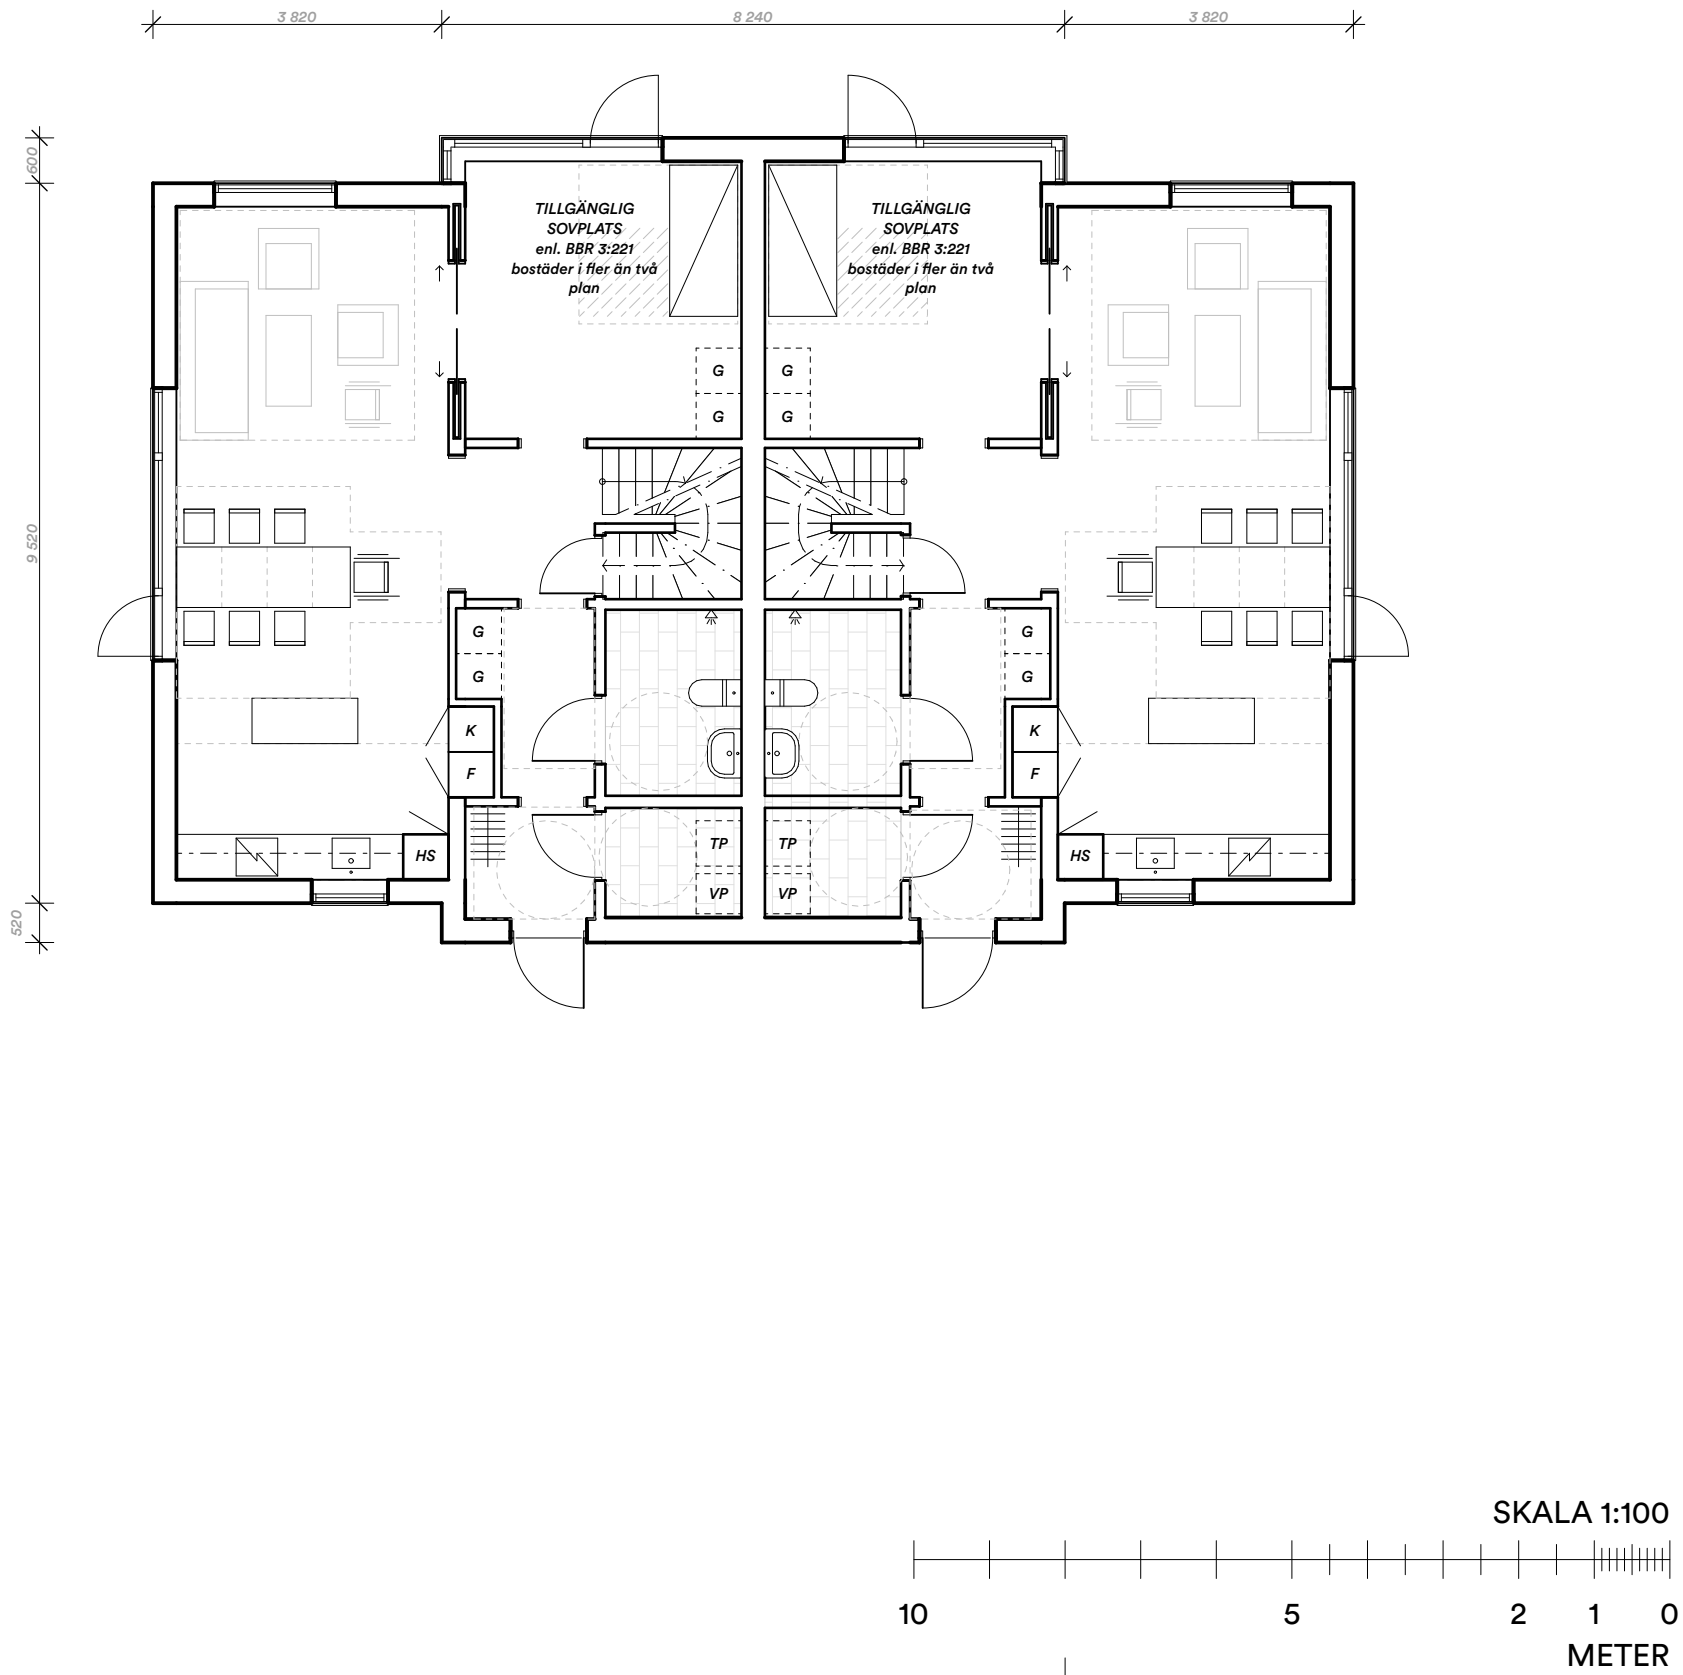 3 820
8 240
3 820
600
9 520
520
TILLGÄNGLIG
SOVPLATS
enl. BBR 3:221
bostäder i fler än två
plan
TILLGÄNGLIG
SOVPLATS
enl. BBR 3:221
bostäder i fler än två
plan
G
G
G
G
G
G
G
G
K
K
F
F
HS
TP
TP
HS
VP
VP
SKALA 1:100
10 5 2 1 0
METER